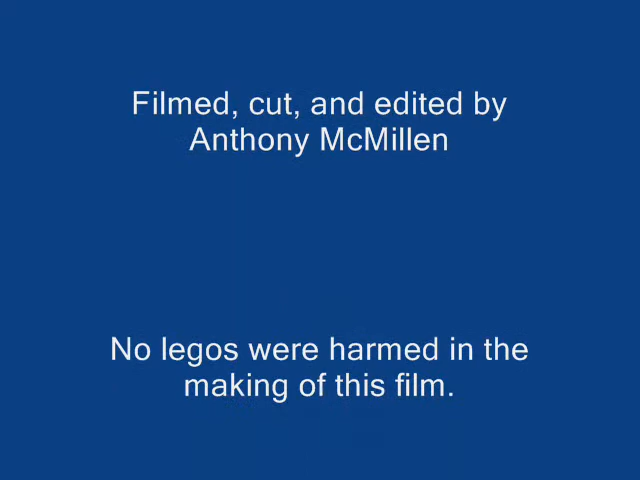 Filmed, cut, and edited by
Anthony McMillen
No legos were harmed in the
making of this film.